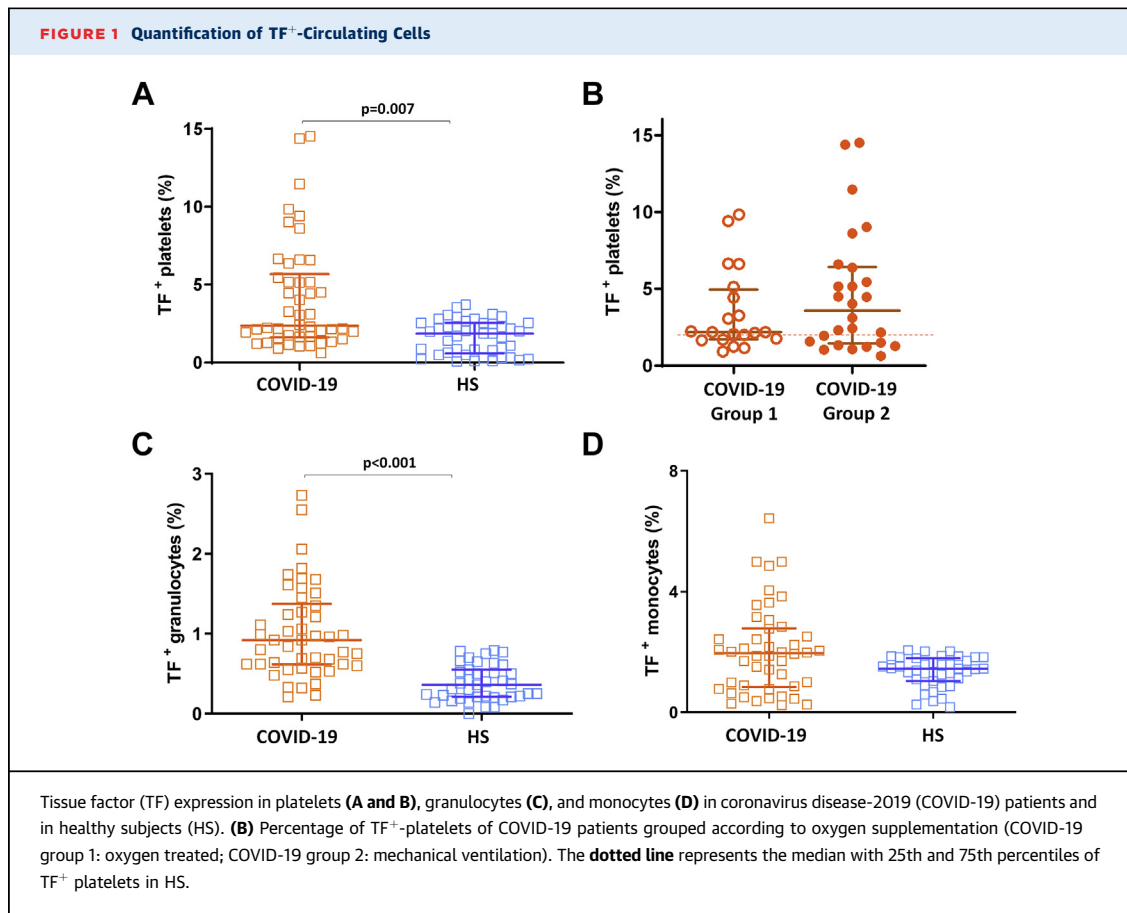 FIGURE 1 Quantification of TF⁺-Circulating Cells
A
p=0.007
TF ⁺ platelets (%)
15
10
5
0
COVID-19 HS
B
TF ⁺ platelets (%)
15
10
5
0
COVID-19 COVID-19
Group 1 Group 2
C
p<0.001
TF ⁺ granulocytes (%)
3
2
1
0
COVID-19 HS
D
TF ⁺ monocytes (%)
8
4
0
COVID-19 HS
Tissue factor (TF) expression in platelets (A and B), granulocytes (C), and monocytes (D) in coronavirus disease-2019 (COVID-19) patients and
in healthy subjects (HS). (B) Percentage of TF⁺-platelets of COVID-19 patients grouped according to oxygen supplementation (COVID-19
group 1: oxygen treated; COVID-19 group 2: mechanical ventilation). The dotted line represents the median with 25th and 75th percentiles of
TF⁺ platelets in HS.